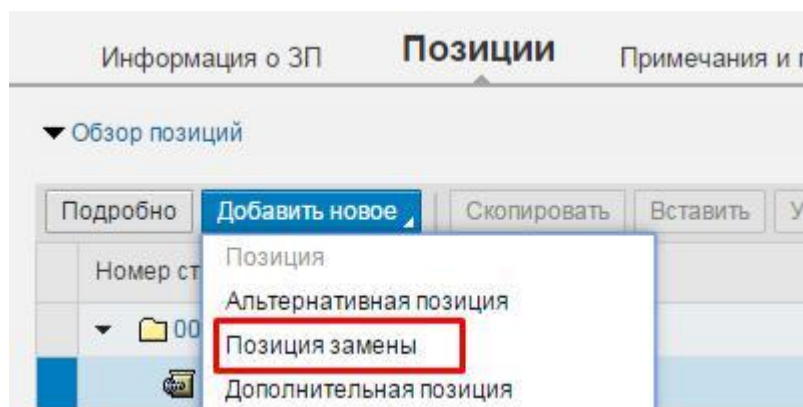 Информация о ЗП Позиции Примечания и
Обзор позиций
Подробно Добавить новое Скопировать Вставить
Номер ст
Позиция
Альтернативная позиция
00
Позиция замены
Дополнительная позиция